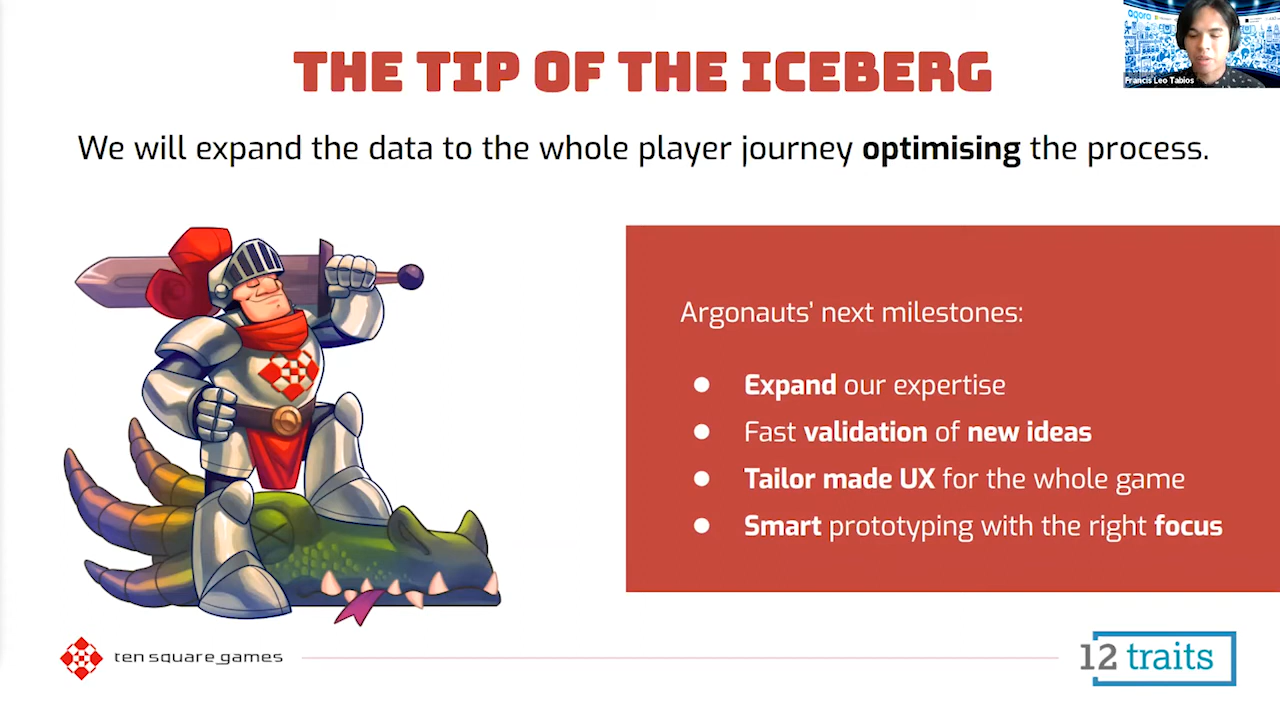 THE TIP OF THE ICEBERG
We will expand the data to the whole player journey optimising the process.
agora
Francis Leo Tabios
Argonauts' next milestones:
● Expand our expertise
● Fast validation of new ideas
● Tailor made UX for the whole game
● Smart prototyping with the right focus
ten square games
12 traits